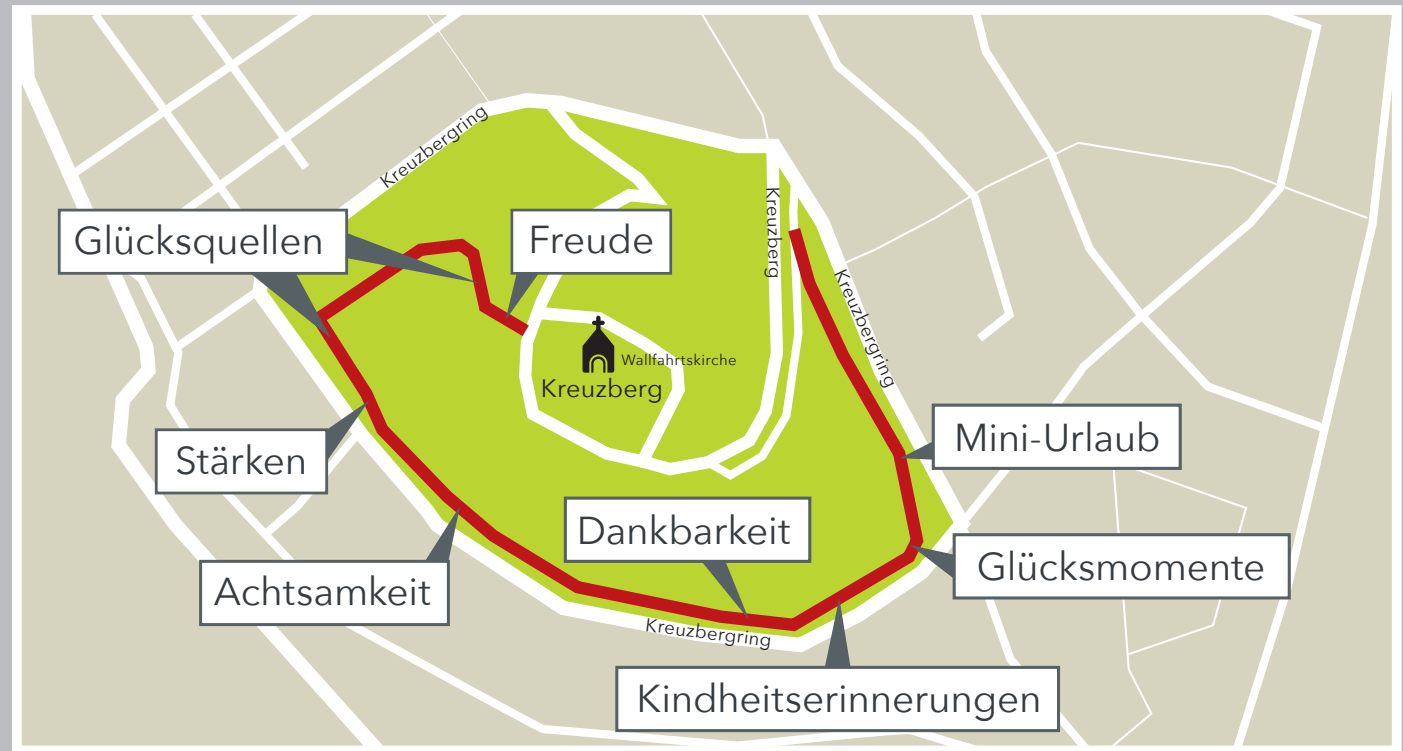 Kreuzbergring
Kreuzberg
Glücksquellen
Freude
Kreuzbergring
Wallfahrtskirche
Kreuzberg
Mini-Urlaub
Stärken
Dankbarkeit
Glücksmomente
Achtsamkeit
Kreuzbergring
Kindheitserinnerungen